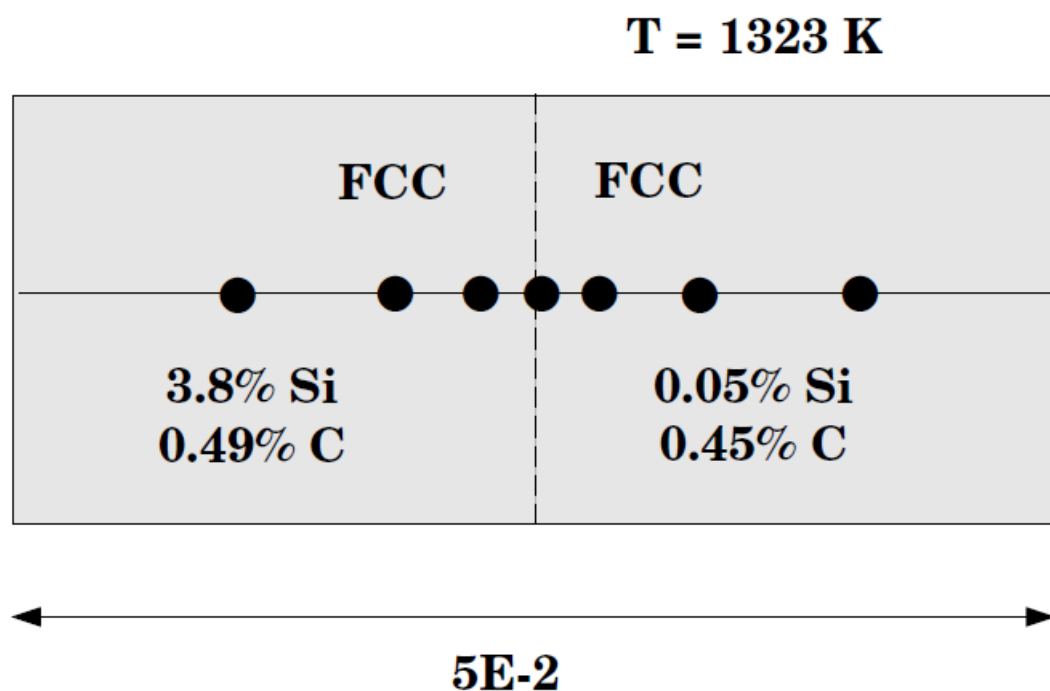 T = 1323 K
FCC FCC
3.8% Si 0.05% Si
0.49% C 0.45% C
5E-2